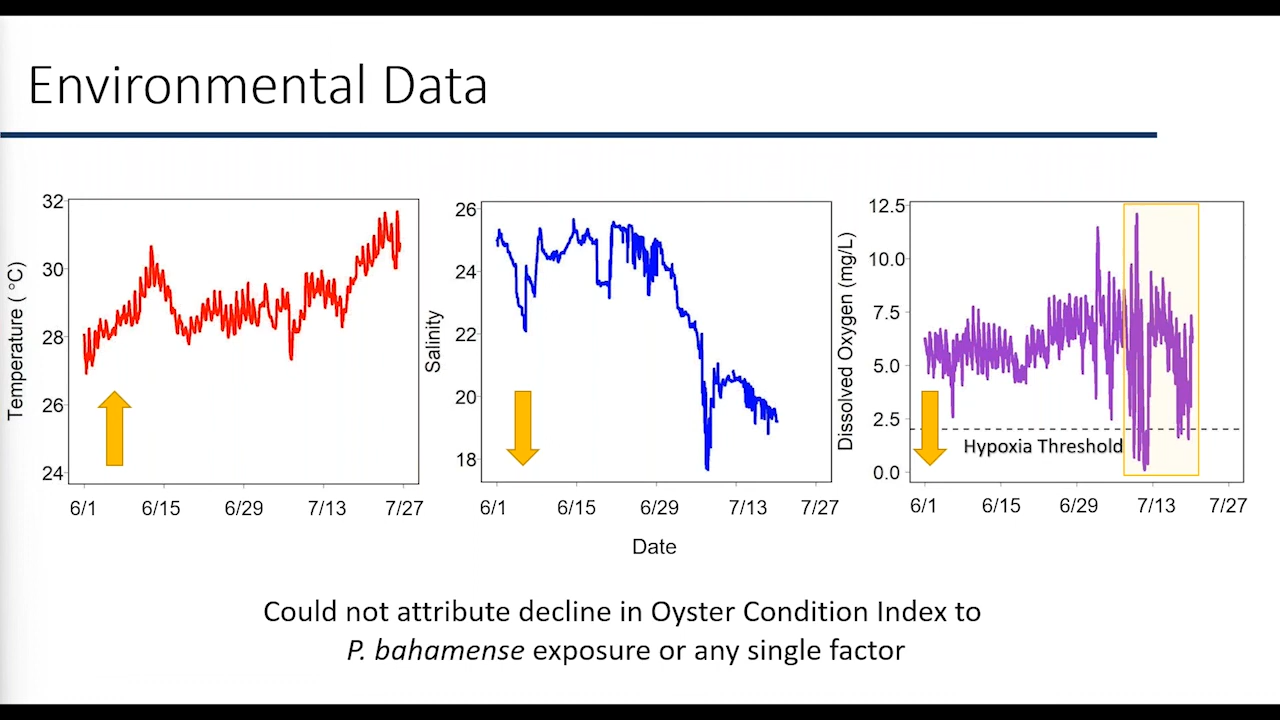 Environmental Data
Temperature ( °C)
32
30
28
26
24
6/1 6/15 6/29 7/13 7/27
Salinity
26
24
22
20
18
6/1 6/15 6/29 7/13 7/27
Dissolved Oxygen (mg/L)
12.5
10.0
7.5
5.0
2.5
0.0
Hypoxia Threshold
6/1 6/15 6/29 7/13 7/27
Date
Could not attribute decline in Oyster Condition Index to
P. bahamense exposure or any single factor